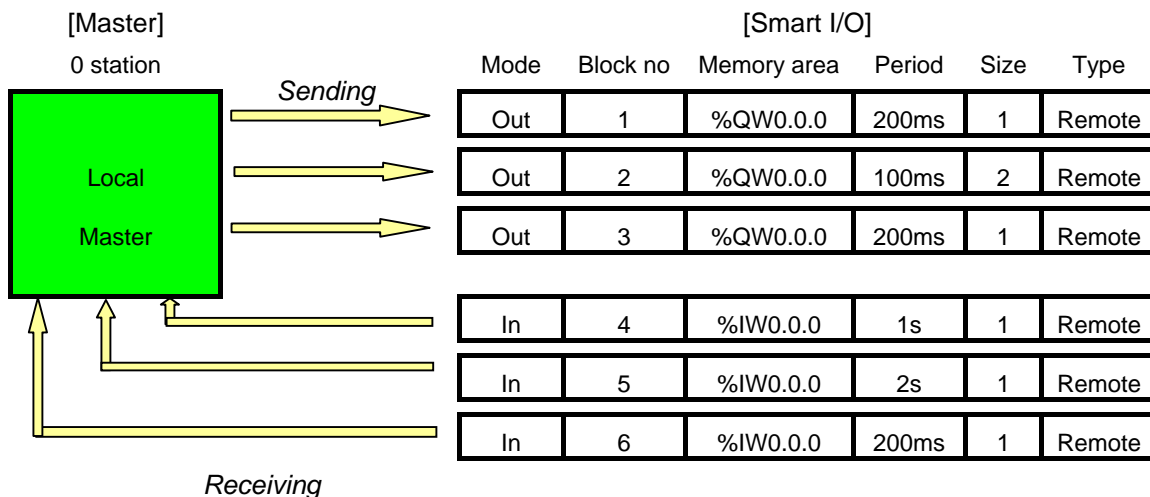 [Master]
[Smart I/O]
0 station
Mode Block no Memory area Period Size Type
Sending
Out 1 %QW0.0.0 200ms 1 Remote
Local
Out 2 %QW0.0.0 100ms 2 Remote
Master
Out 3 %QW0.0.0 200ms 1 Remote
In 4 %IW0.0.0 1s 1 Remote
In 5 %IW0.0.0 2s 1 Remote
In 6 %IW0.0.0 200ms 1 Remote
Receiving